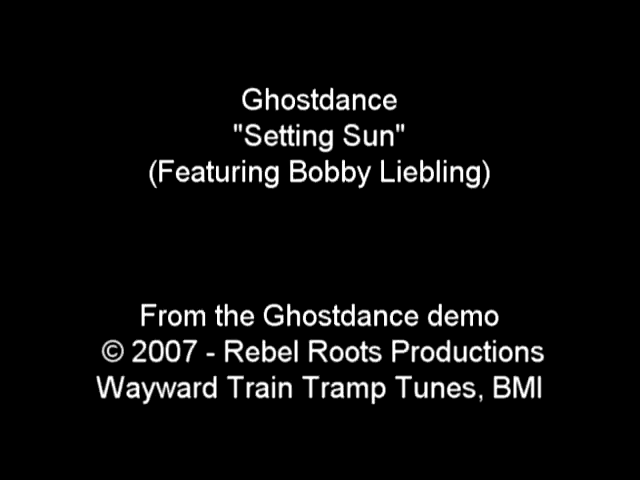 Ghostdance
"Setting Sun"
(Featuring Bobby Liebling)
From the Ghostdance demo
© 2007 - Rebel Roots Productions
Wayward Train Tramp Tunes, BMI